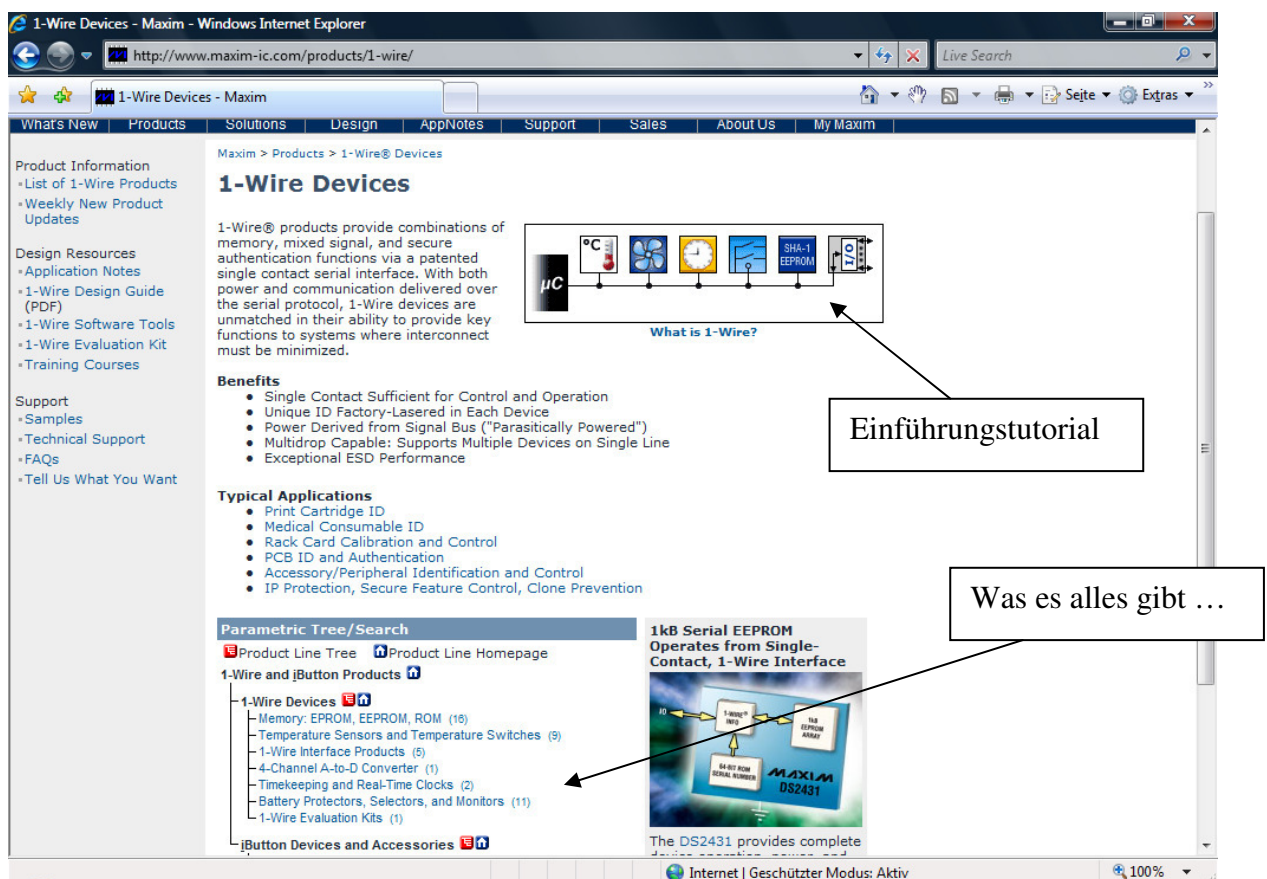 1-Wire Devices - Maxim - Windows Internet Explorer
http://www.maxim-ic.com/products/1-wire/
Live Search
1-Wire Devices - Maxim
Seite
Extras
What's New | Products | Solutions | Design | AppNotes | Support | Sales | About Us | My Maxim |
Product Information
List of 1-Wire Products
Weekly New Product
Updates
Design Resources
Application Notes
1-Wire Design Guide
(PDF)
1-Wire Software Tools
1-Wire Evaluation Kit
Training Courses
Support
Samples
Technical Support
FAQs
Tell Us What You Want
Maxim > Products > 1-Wire® Devices
1-Wire Devices
1-Wire® products provide combinations of
memory, mixed signal, and secure
authentication functions via a patented
single contact serial interface. With both
power and communication delivered over
the serial protocol, 1-Wire devices are
unmatched in their ability to provide key
functions to systems where interconnect
must be minimized.
µC
°C
SHA-1
EEPROM
I/O
What is 1-Wire?
Benefits
Single Contact Sufficient for Control and Operation
Unique ID Factory-Lasered in Each Device
Power Derived from Signal Bus ("Parasitically Powered")
Multidrop Capable: Supports Multiple Devices on Single Line
Exceptional ESD Performance
Einführungstutorial
Typical Applications
Print Cartridge ID
Medical Consumable ID
Rack Card Calibration and Control
PCB ID and Authentication
Accessory/Peripheral Identification and Control
IP Protection, Secure Feature Control, Clone Prevention
Was es alles gibt …
Parametric Tree/Search
Product Line Tree Product Line Homepage
1-Wire and iButton Products
1-Wire Devices
Memory: EPROM, EEPROM, ROM (16)
Temperature Sensors and Temperature Switches (9)
1-Wire Interface Products (5)
4-Channel A-to-D Converter (1)
Timekeeping and Real-Time Clocks (2)
Battery Protectors, Selectors, and Monitors (11)
1-Wire Evaluation Kits (1)
iButton Devices and Accessories
1kB Serial EEPROM
Operates from Single-
Contact, 1-Wire Interface
IO
1-WIRE®
INFO
1kB
EEPROM
ARRAY
64-BIT ROM
SERIAL NUMBER
MAXIM
DS2431
The DS2431 provides complete
device operation, power, and
Internet | Geschützter Modus: Aktiv
100%